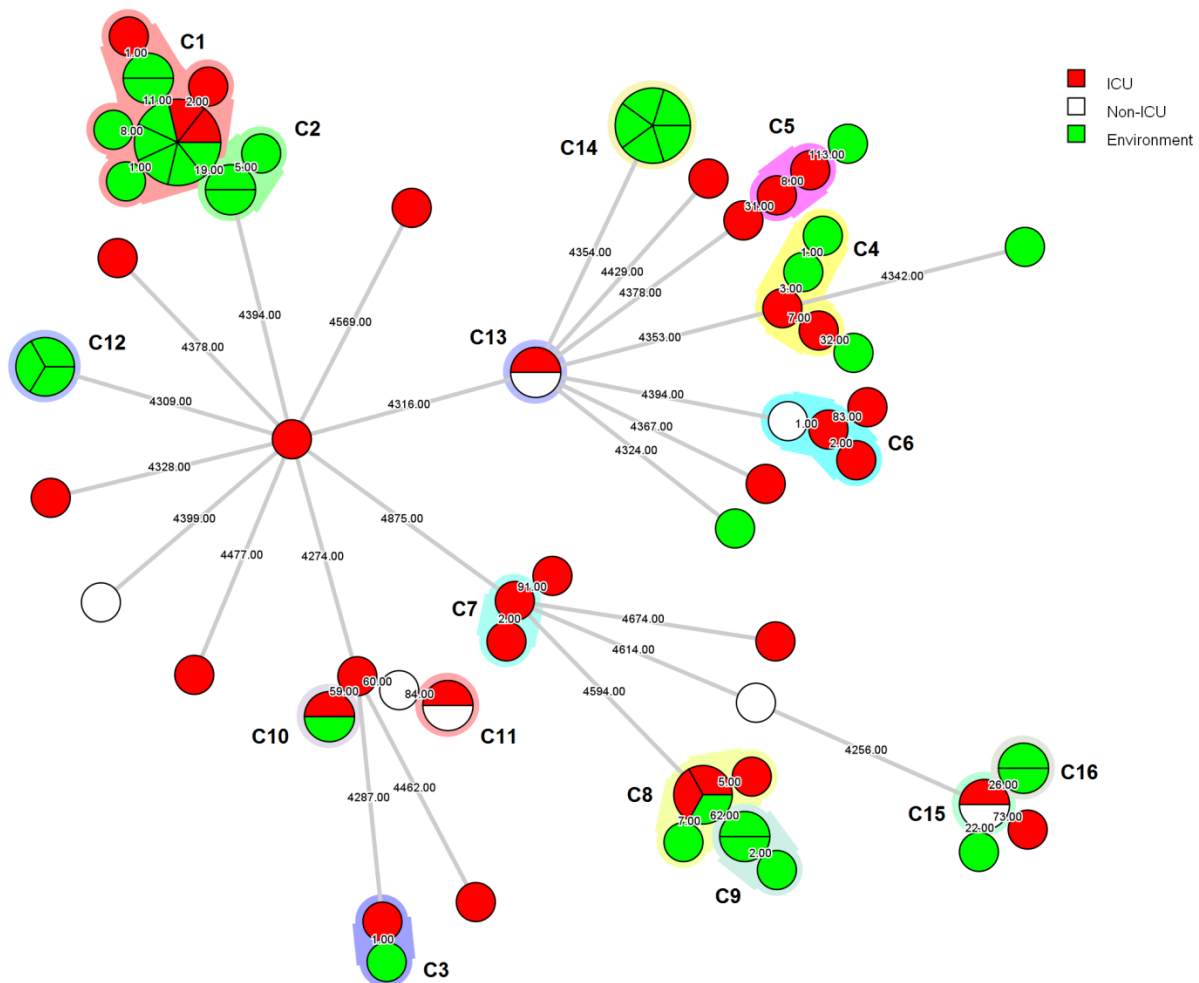 C1
1.00
11.00
2.00
8.00
1.00
19.00
5.00
C2
ICU
Non-ICU
Environment
C14
C5
113.00
8.00
31.00
4354.00
4429.00
4378.00
1.00
C4
3.00
7.00
32.00
4342.00
4353.00
4394.00
4569.00
4378.00
C12
4309.00
C13
4316.00
4394.00
4367.00
4324.00
1.00
83.00
2.00
C6
4328.00
4399.00
4477.00
4274.00
4875.00
C7
91.00
2.00
4674.00
4614.00
4594.00
59.00
60.00
84.00
C10
C11
4287.00
4462.00
C8
5.00
7.00
62.00
2.00
C9
4256.00
C15
26.00
C16
73.00
22.00
1.00
C3